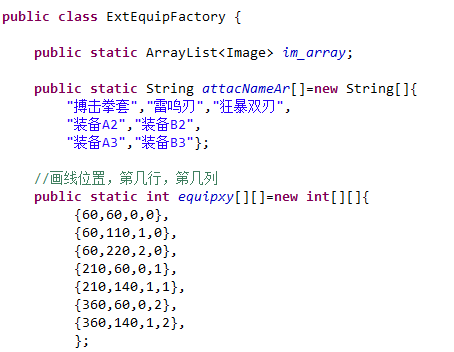 public class ExtEquipFactory {
public static ArrayList<Image> im_array;
public static String attacNameAr[]=new String[]{
"搏击拳套","雷鸣刃","狂暴双刃",
"装备A2","装备B2",
"装备A3","装备B3"};
//画线位置，第几行，第几列
public static int equipxy[][]=new int[][]{
{60,60,0,0},
{60,110,1,0},
{60,220,2,0},
{210,60,0,1},
{210,140,1,1},
{360,60,0,2},
{360,140,1,2},
};